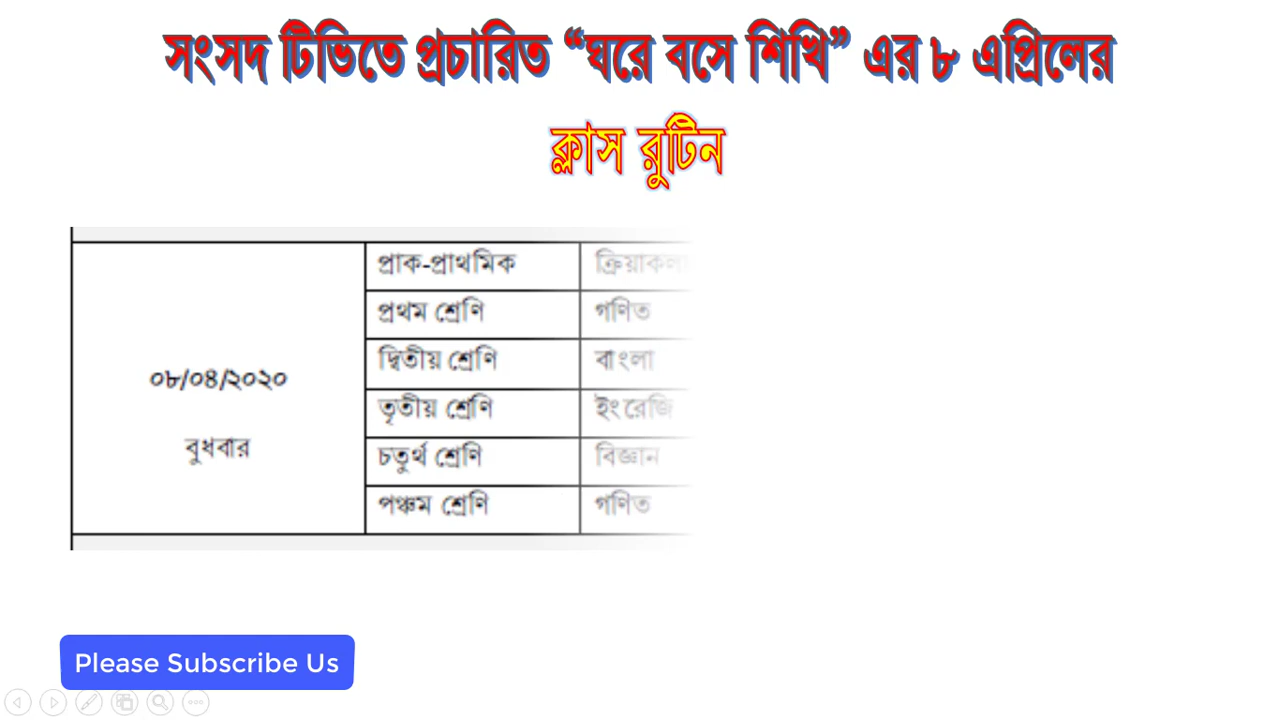 সংসদ টিভিতে প্রচারিত “ঘরে বসে শিখি” এর ৮ এপ্রিলের
ক্লাস রুটিন
০৮/০৪/২০২০
বুধবার
প্রাক-প্রাথমিক
প্রথম শ্রেণি গণিত
দ্বিতীয় শ্রেণি বাংলা
তৃতীয় শ্রেণি ইংরেজি
চতুর্থ শ্রেণি বিজ্ঞান
পঞ্চম শ্রেণি গণিত
Please Subscribe Us